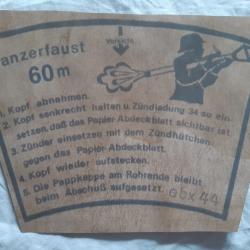 anzerfaust
60 m
Vorsicht
1. Kopf abnehmen.
2. Kopf senkrecht halten u. Zündladung 34 so ein-
setzen, daß das Papier Abdeckblatt sichtbar ist.
3. Zünder einsetzen mit dem Zündhütchen
gegen das Papier-Abdeckblatt.
4. Kopf wieder aufstecken.
5. Die Pappkappe am Rohrende bleibt
beim Abschuß aufgesetzt.